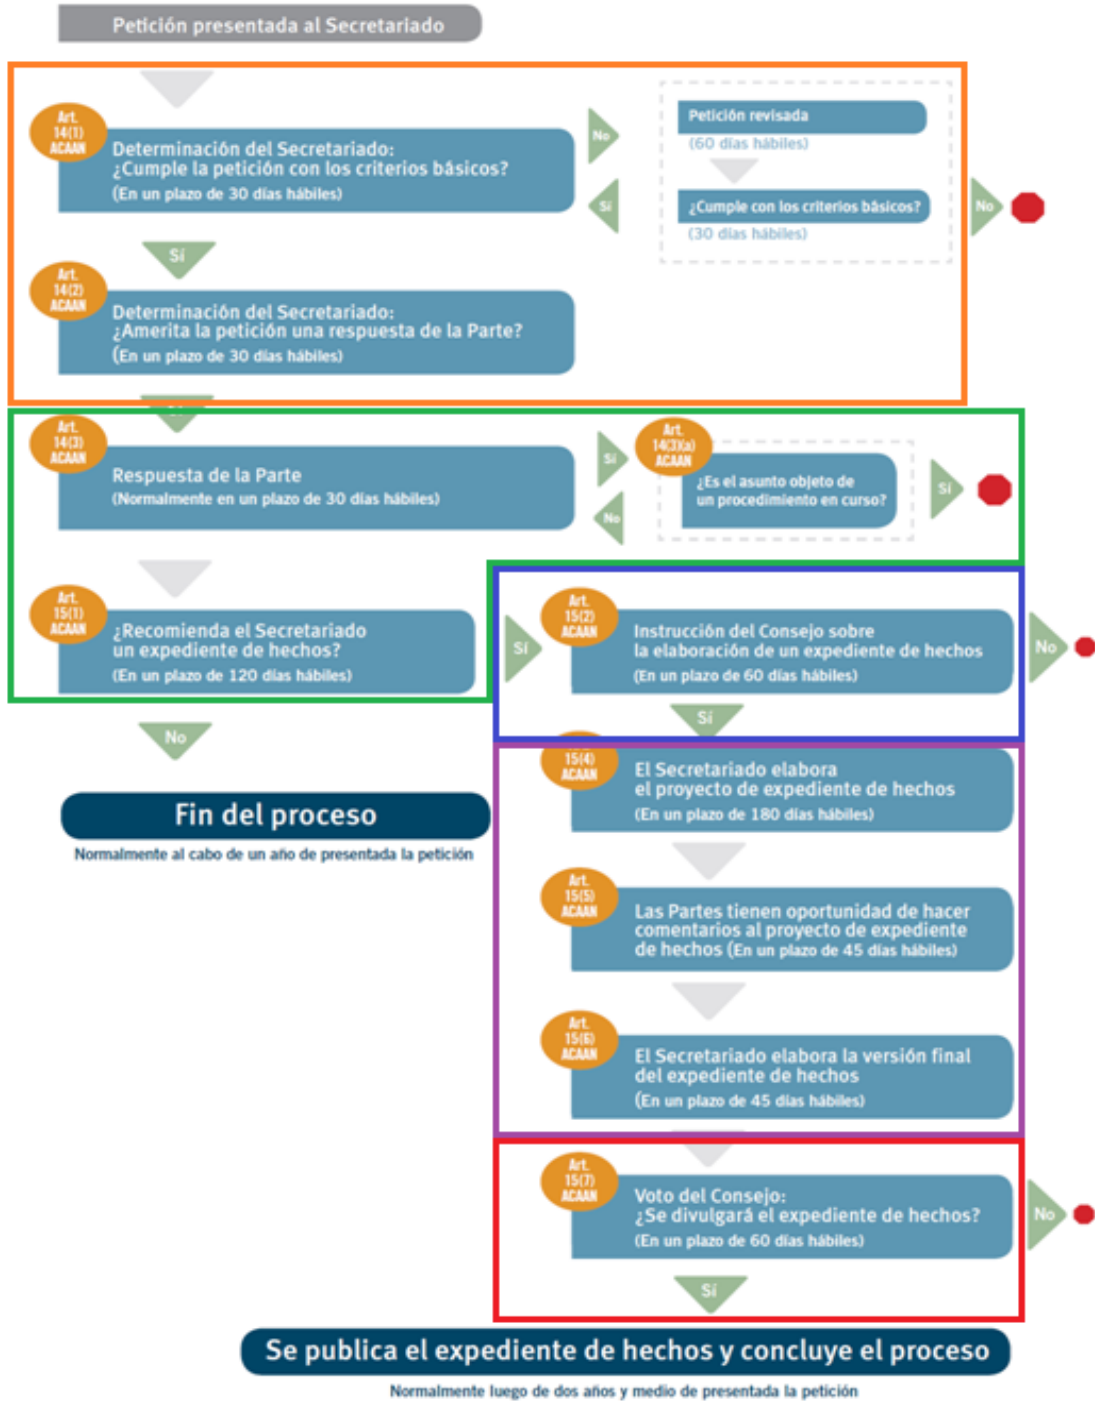 Petición presentada al Secretariado
Art.
14(1)
ACAAN
Determinación del Secretariado:
¿Cumple la petición con los criterios básicos?
(En un plazo de 30 días hábiles)
No
Sí
Petición revisada
(60 días hábiles)
¿Cumple con los criterios básicos?
(30 días hábiles)
No
Sí
Art.
14(2)
ACAAN
Determinación del Secretariado:
¿Amerita la petición una respuesta de la Parte?
(En un plazo de 30 días hábiles)
Art.
14(3)
ACAAN
Respuesta de la Parte
(Normalmente en un plazo de 30 días hábiles)
Sí
No
Art.
14(3)(a)
ACAAN
¿Es el asunto objeto de
un procedimiento en curso?
Sí
Art.
15(1)
ACAAN
¿Recomienda el Secretariado
un expediente de hechos?
(En un plazo de 120 días hábiles)
Sí
Art.
15(2)
ACAAN
Instrucción del Consejo sobre
la elaboración de un expediente de hechos
(En un plazo de 60 días hábiles)
No
Sí
No
Fin del proceso
Normalmente al cabo de un año de presentada la petición
15(4)
ACAAN
El Secretariado elabora
el proyecto de expediente de hechos
(En un plazo de 180 días hábiles)
Art.
15(5)
ACAAN
Las Partes tienen oportunidad de hacer
comentarios al proyecto de expediente
de hechos (En un plazo de 45 días hábiles)
Art.
15(6)
ACAAN
El Secretariado elabora la versión final
del expediente de hechos
(En un plazo de 45 días hábiles)
Art.
15(7)
ACAAN
Voto del Consejo:
¿Se divulgará el expediente de hechos?
(En un plazo de 60 días hábiles)
No
Sí
Se publica el expediente de hechos y concluye el proceso
Normalmente luego de dos años y medio de presentada la petición